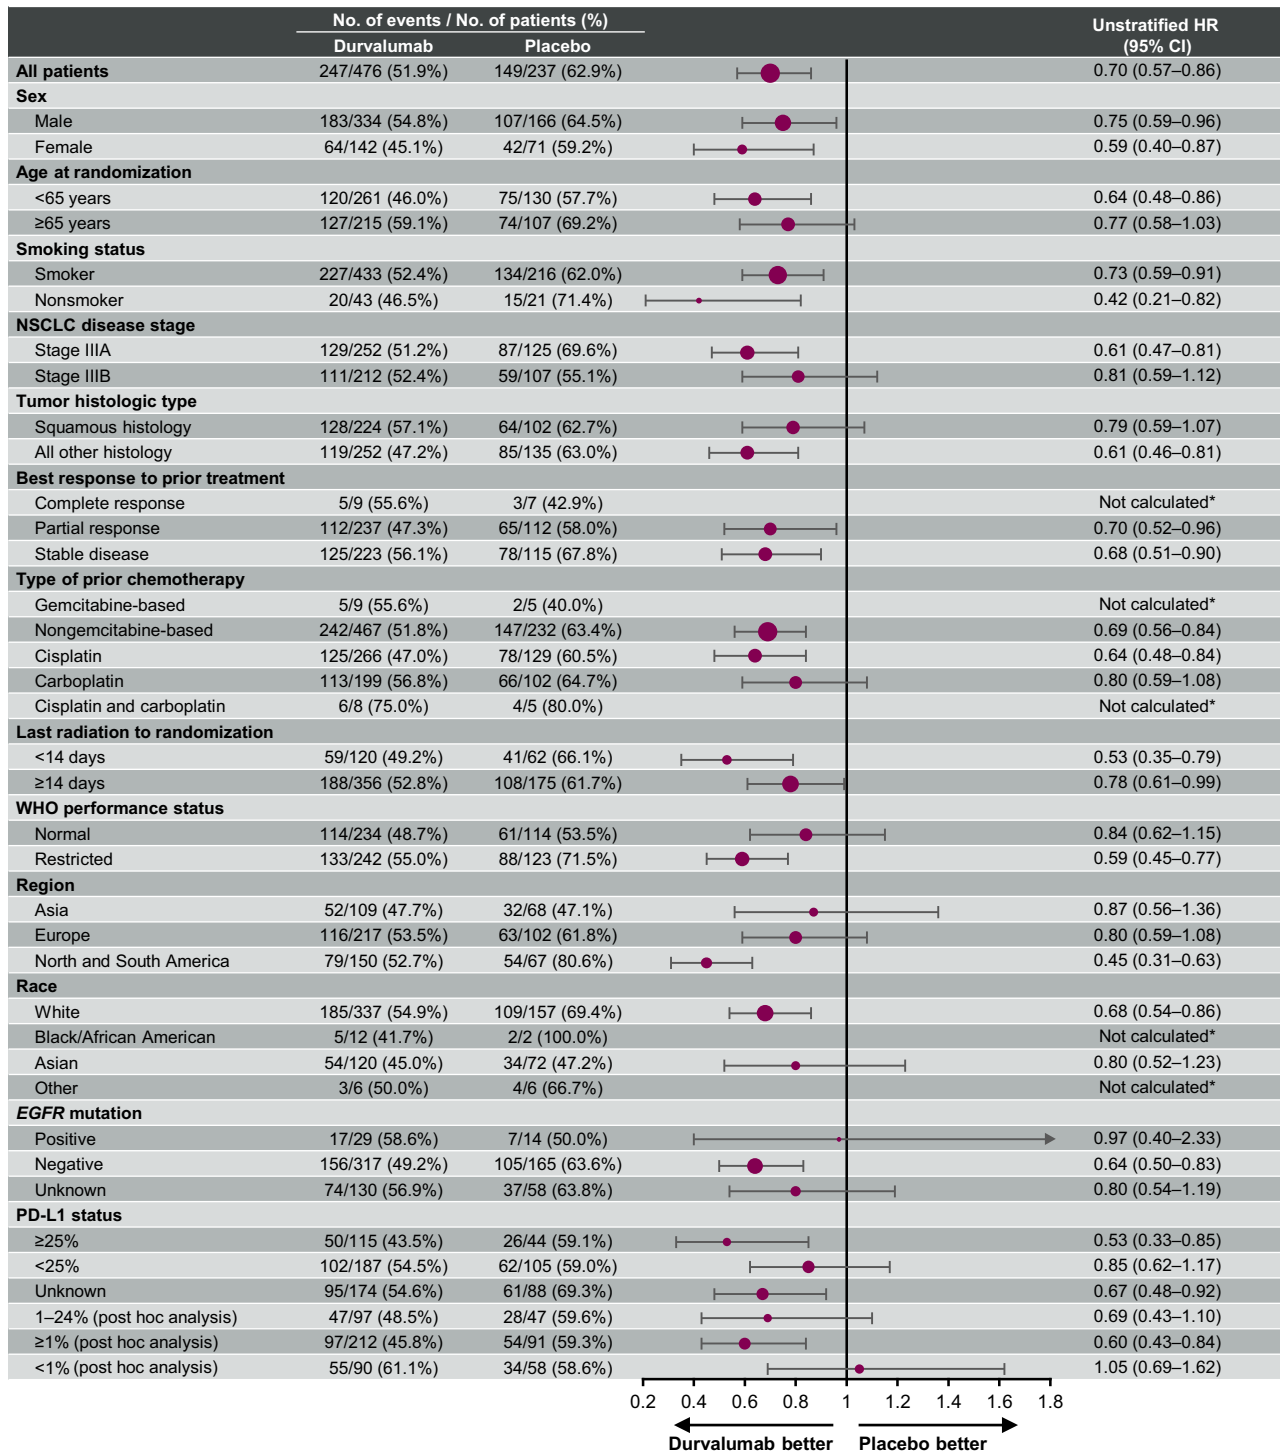 No. of events / No. of patients (%)
Unstratified HR
Durvalumab Placebo (95% CI)
All patients 247/476 (51.9%) 149/237 (62.9%) 0.70 (0.57–0.86)
Sex
Male 183/334 (54.8%) 107/166 (64.5%) 0.75 (0.59–0.96)
Female 64/142 (45.1%) 42/71 (59.2%) 0.59 (0.40–0.87)
Age at randomization
<65 years 120/261 (46.0%) 75/130 (57.7%) 0.64 (0.48–0.86)
≥65 years 127/215 (59.1%) 74/107 (69.2%) 0.77 (0.58–1.03)
Smoking status
Smoker 227/433 (52.4%) 134/216 (62.0%) 0.73 (0.59–0.91)
Nonsmoker 20/43 (46.5%) 15/21 (71.4%) 0.42 (0.21–0.82)
NSCLC disease stage
Stage IIIA 129/252 (51.2%) 87/125 (69.6%) 0.61 (0.47–0.81)
Stage IIIB 111/212 (52.4%) 59/107 (55.1%) 0.81 (0.59–1.12)
Tumor histologic type
Squamous histology 128/224 (57.1%) 64/102 (62.7%) 0.79 (0.59–1.07)
All other histology 119/252 (47.2%) 85/135 (63.0%) 0.61 (0.46–0.81)
Best response to prior treatment
Complete response 5/9 (55.6%) 3/7 (42.9%) Not calculated*
Partial response 112/237 (47.3%) 65/112 (58.0%) 0.70 (0.52–0.96)
Stable disease 125/223 (56.1%) 78/115 (67.8%) 0.68 (0.51–0.90)
Type of prior chemotherapy
Gemcitabine-based 5/9 (55.6%) 2/5 (40.0%) Not calculated*
Nongemcitabine-based 242/467 (51.8%) 147/232 (63.4%) 0.69 (0.56–0.84)
Cisplatin 125/266 (47.0%) 78/129 (60.5%) 0.64 (0.48–0.84)
Carboplatin 113/199 (56.8%) 66/102 (64.7%) 0.80 (0.59–1.08)
Cisplatin and carboplatin 6/8 (75.0%) 4/5 (80.0%) Not calculated*
Last radiation to randomization
<14 days 59/120 (49.2%) 41/62 (66.1%) 0.53 (0.35–0.79)
≥14 days 188/356 (52.8%) 108/175 (61.7%) 0.78 (0.61–0.99)
WHO performance status
Normal 114/234 (48.7%) 61/114 (53.5%) 0.84 (0.62–1.15)
Restricted 133/242 (55.0%) 88/123 (71.5%) 0.59 (0.45–0.77)
Region
Asia 52/109 (47.7%) 32/68 (47.1%) 0.87 (0.56–1.36)
Europe 116/217 (53.5%) 63/102 (61.8%) 0.80 (0.59–1.08)
North and South America 79/150 (52.7%) 54/67 (80.6%) 0.45 (0.31–0.63)
Race
White 185/337 (54.9%) 109/157 (69.4%) 0.68 (0.54–0.86)
Black/African American 5/12 (41.7%) 2/2 (100.0%) Not calculated*
Asian 54/120 (45.0%) 34/72 (47.2%) 0.80 (0.52–1.23)
Other 3/6 (50.0%) 4/6 (66.7%) Not calculated*
EGFR mutation
Positive 17/29 (58.6%) 7/14 (50.0%) 0.97 (0.40–2.33)
Negative 156/317 (49.2%) 105/165 (63.6%) 0.64 (0.50–0.83)
Unknown 74/130 (56.9%) 37/58 (63.8%) 0.80 (0.54–1.19)
PD-L1 status
≥25% 50/115 (43.5%) 26/44 (59.1%) 0.53 (0.33–0.85)
<25% 102/187 (54.5%) 62/105 (59.0%) 0.85 (0.62–1.17)
Unknown 95/174 (54.6%) 61/88 (69.3%) 0.67 (0.48–0.92)
1–24% (post hoc analysis) 47/97 (48.5%) 28/47 (59.6%) 0.69 (0.43–1.10)
≥1% (post hoc analysis) 97/212 (45.8%) 54/91 (59.3%) 0.60 (0.43–0.84)
<1% (post hoc analysis) 55/90 (61.1%) 34/58 (58.6%) 1.05 (0.69–1.62)
0.2 0.4 0.6 0.8 1 1.2 1.4 1.6 1.8
Durvalumab better Placebo better